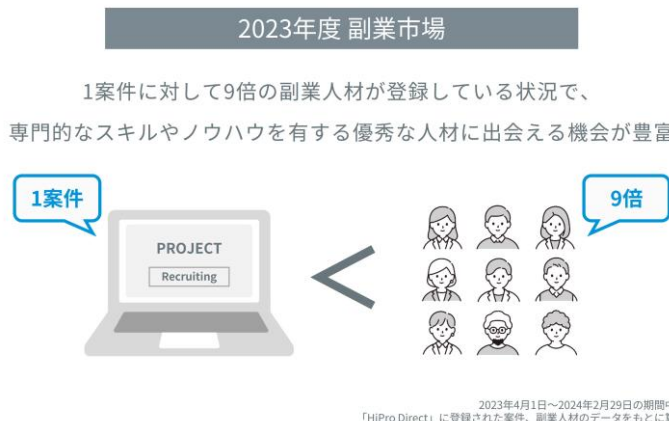 2023年度 副業市場
1案件に対して9倍の副業人材が登録している状況で、
専門的なスキルやノウハウを有する優秀な人材に出会える機会が豊富
1案件
9倍
PROJECT
Recruiting
2023年4月1日～2024年2月29日の期間
「HiPro Direct」に登録された案件、副業人材のデータをもとに